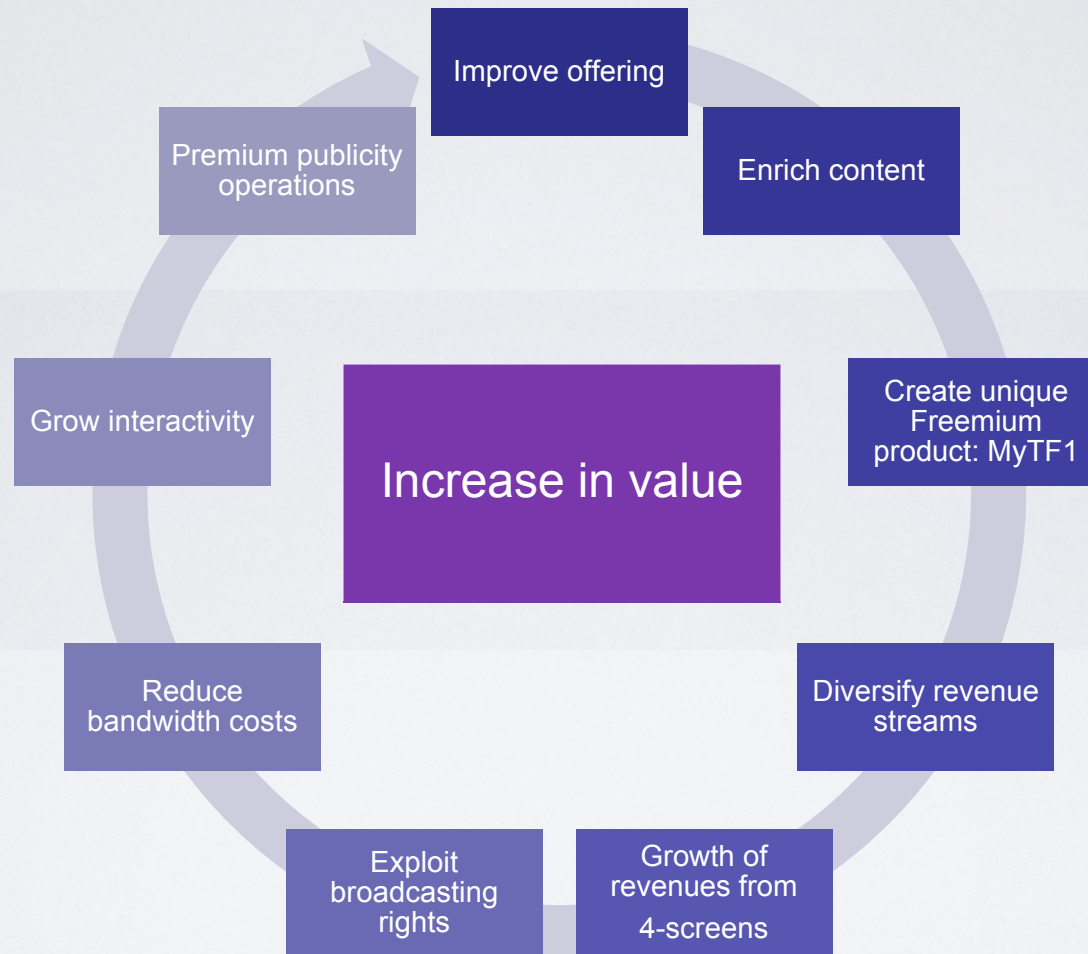 Improve offering
Enrich content
Create unique
Freemium
product: MyTF1
Diversify revenue
streams
Growth of
revenues from
4-screens
Exploit
broadcasting
rights
Reduce
bandwidth costs
Grow interactivity
Premium publicity
operations
Increase in value